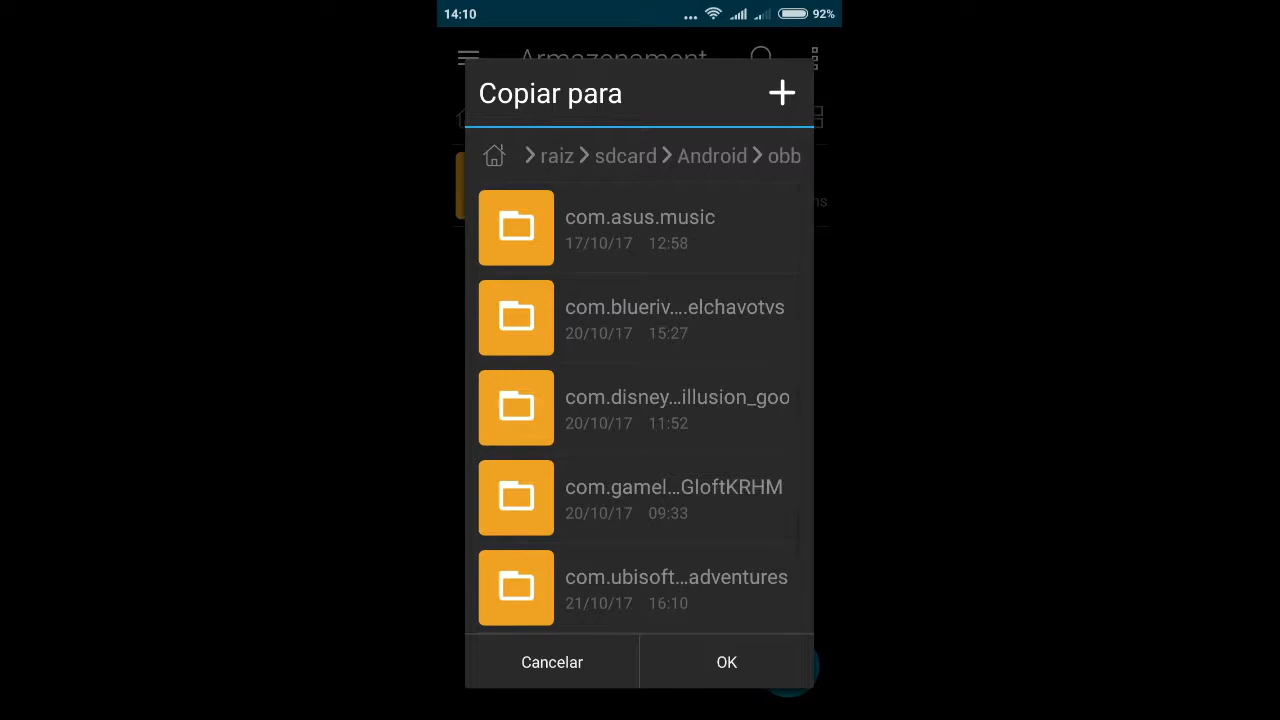 14:10
92%
Armazenament
Copiar para
raiz sdcard Android obb
com.asus.music
17/10/17 12:58
com.blueriv....elchavotvs
20/10/17 15:27
com.disney...illusion_goo
20/10/17 11:52
com.gamel...GloftKRHM
20/10/17 09:33
com.ubisoft...adventures
21/10/17 16:10
Cancelar
OK